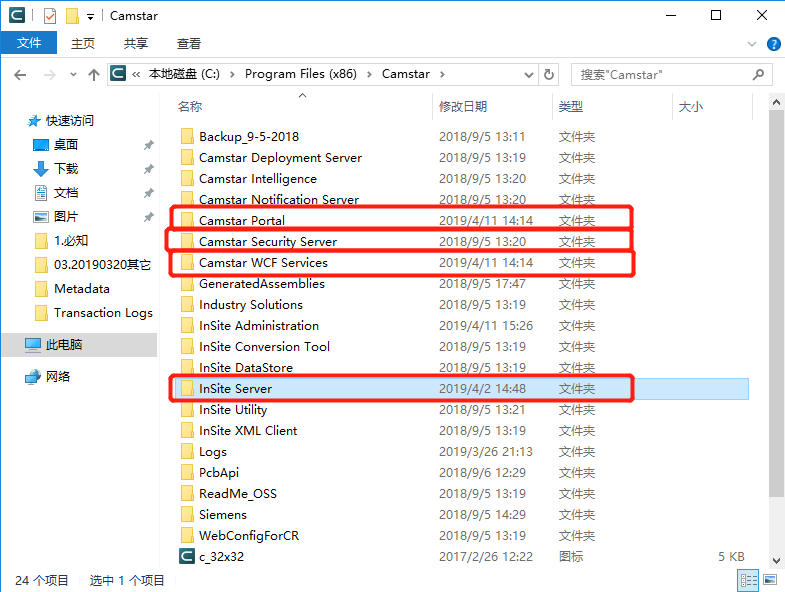 Camstar
文件 主页 共享 查看
« 本地磁盘 (C:) › Program Files (x86) › Camstar › 搜索"Camstar"
名称 修改日期 类型 大小
快速访问
桌面
下载
文档
图片
1.必知
03.20190320其它
Metadata
Transaction Logs
此电脑
网络
Backup_9-5-2018 2018/9/5 13:11 文件夹
Camstar Deployment Server 2018/9/5 13:19 文件夹
Camstar Intelligence 2018/9/5 13:20 文件夹
Camstar Notification Server 2018/9/5 13:20 文件夹
Camstar Portal 2019/4/11 14:14 文件夹
Camstar Security Server 2018/9/5 13:20 文件夹
Camstar WCF Services 2019/4/11 14:14 文件夹
GeneratedAssemblies 2018/9/5 17:47 文件夹
Industry Solutions 2018/9/5 13:19 文件夹
InSite Administration 2019/4/11 15:26 文件夹
InSite Conversion Tool 2018/9/5 13:19 文件夹
InSite DataStore 2018/9/5 13:19 文件夹
InSite Server 2019/4/2 14:48 文件夹
InSite Utility 2018/9/5 13:21 文件夹
InSite XML Client 2018/9/5 13:19 文件夹
Logs 2019/3/26 21:13 文件夹
PcbApi 2018/9/6 12:29 文件夹
ReadMe_OSS 2018/9/5 13:19 文件夹
Siemens 2018/9/5 14:29 文件夹
WebConfigForCR 2018/9/5 13:19 文件夹
c_32x32 2017/2/26 12:22 图标 5 KB
24 个项目 选中 1 个项目